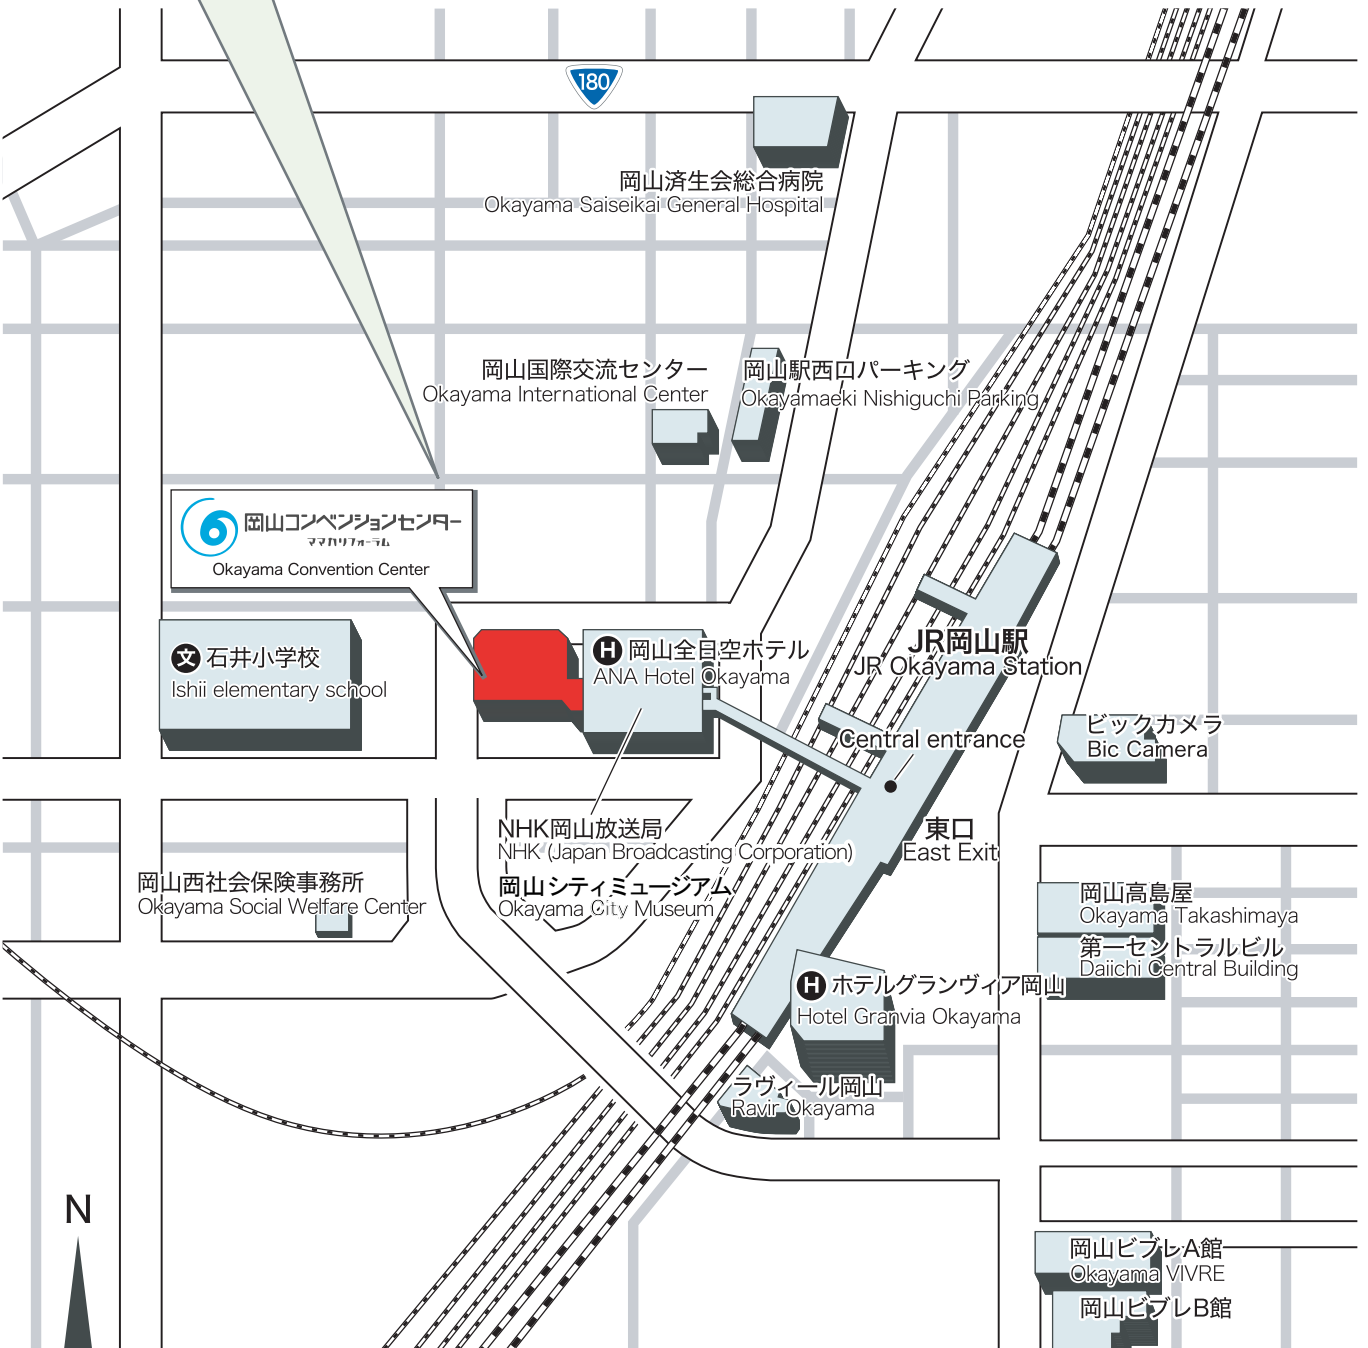 180
岡山済生会総合病院
Okayama Saiseikai General Hospital
岡山国際交流センター
Okayama International Center
岡山駅西口パーキング
Okayamaeki Nishiguchi Parking
岡山コンベンションセンター
ママカリフォーラム
Okayama Convention Center
文 石井小学校
Ishii elementary school
H 岡山全日空ホテル
ANA Hotel Okayama
JR岡山駅
JR Okayama Station
Central entrance
ビックカメラ
Bic Camera
東口
East Exit
NHK岡山放送局
NHK (Japan Broadcasting Corporation)
岡山シティミュージアム
Okayama City Museum
岡山西社会保険事務所
Okayama Social Welfare Center
岡山高島屋
Okayama Takashimaya
第一セントラルビル
Daiichi Central Building
H ホテルグランヴィア岡山
Hotel Granvia Okayama
ラヴィール岡山
Ravir Okayama
N
岡山ビブレA館
Okayama VIVRE
岡山ビブレB館